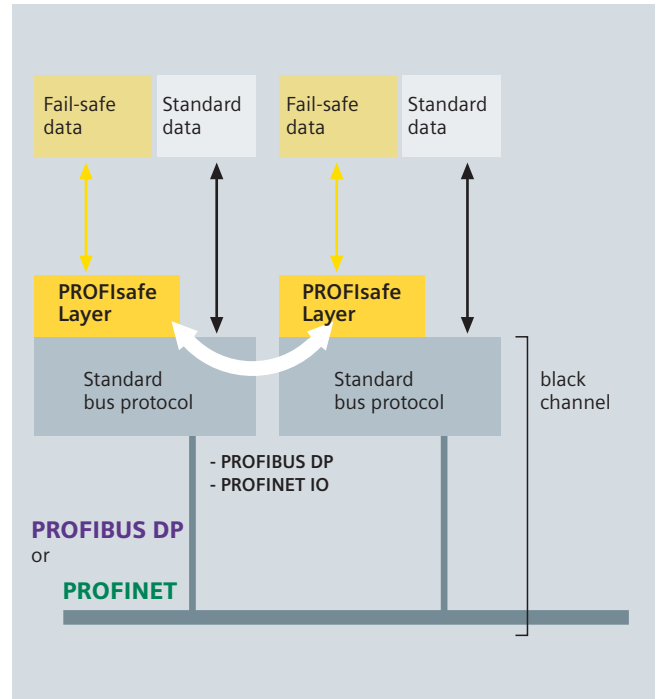 Fail-safe
data
Standard
data
Fail-safe
data
Standard
data
PROFIsafe
Layer
PROFIsafe
Layer
Standard
bus protocol
Standard
bus protocol
black
channel
- PROFIBUS DP
- PROFINET IO
PROFIBUS DP
or
PROFINET